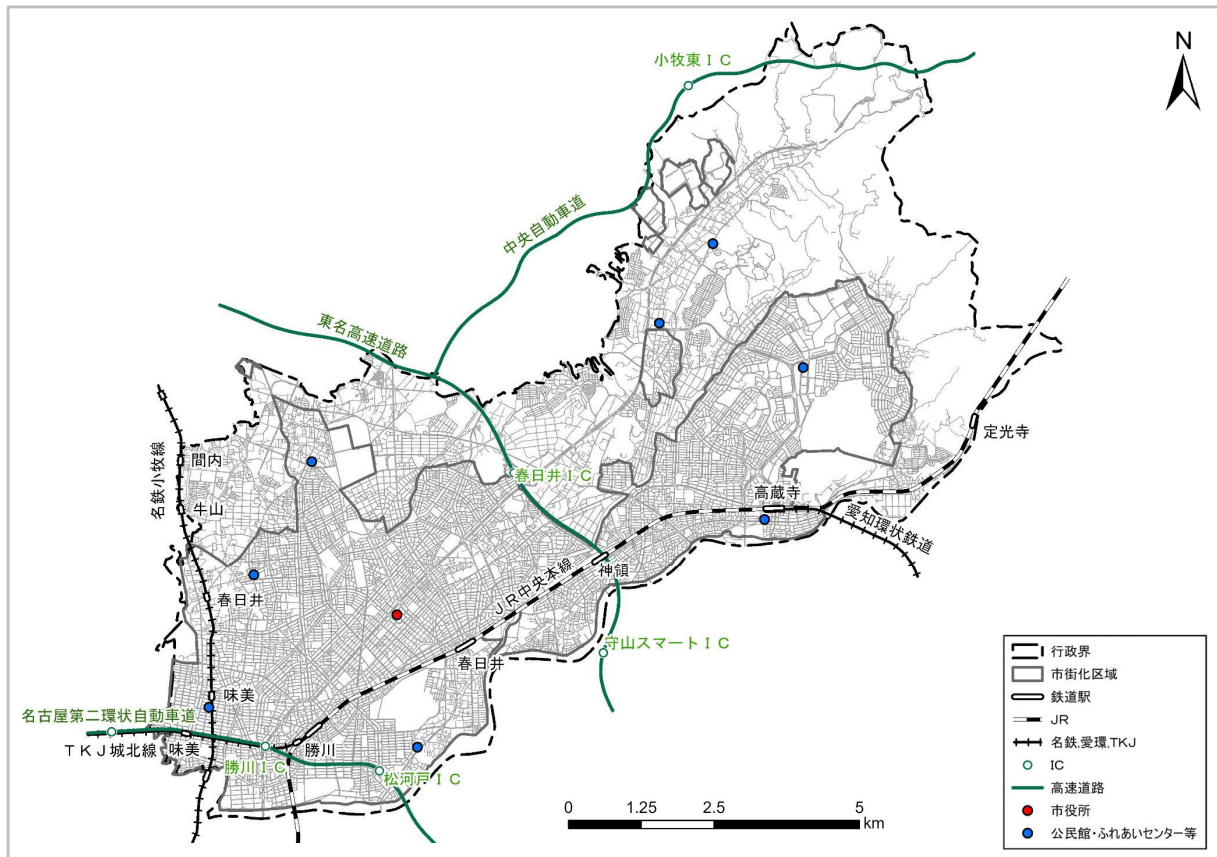 N
小牧東ＩＣ
中央自動車道
東名高速道路
定光寺
名鉄小牧線
間内
春日井ＩＣ
高蔵寺
牛山
愛知環状鉄道
神領
ＪＲ中央本線
春日井
守山スマートＩＣ
春日井
味美
名古屋第二環状自動車道
ＴＫＪ城北線
味美
勝川
勝川ＩＣ
松河戸ＩＣ
0 1.25 2.5 5
km
行政界
市街化区域
鉄道駅
JR
名鉄,愛環,TKJ
IC
高速道路
市役所
公民館・ふれあいセンター等